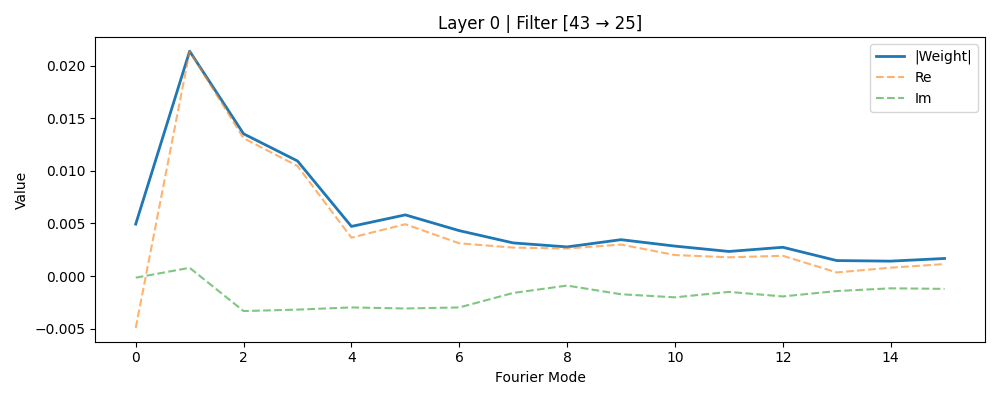 Layer 0 | Filter [43 → 25]
|Weight|
Re
Im
Value
0.020
0.015
0.010
0.005
0.000
−0.005
0 2 4 6 8 10 12 14
Fourier Mode